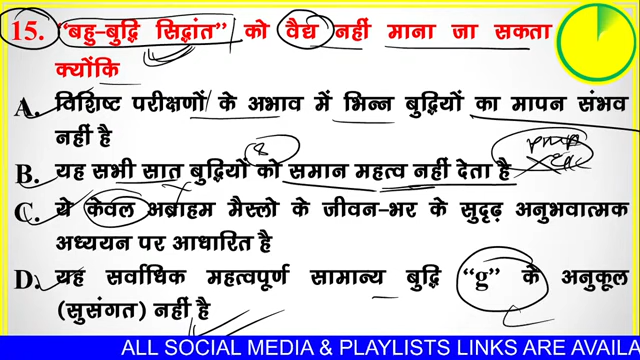 15. “बहु-बुद्धि सिद्धांत” को वैद्य नहीं माना जा सकता
क्योंकि
A. विशिष्ट परीक्षणों के अभाव में भिन्न बुद्धियों का मापन संभव
नहीं है
8
B. यह सभी सात बुद्धियों को समान महत्व नहीं देता है
C. ये केवल अब्राहम मैस्लो के जीवन-भर के सुदृढ़ अनुभवात्मक
अध्ययन पर आधारित है
D. यह सर्वाधिक महत्वपूर्ण सामान्य बुद्धि “g” के अनुकूल
(सुसंगत) नहीं है
ALL SOCIAL MEDIA & PLAYLISTS LINKS ARE AVAILA